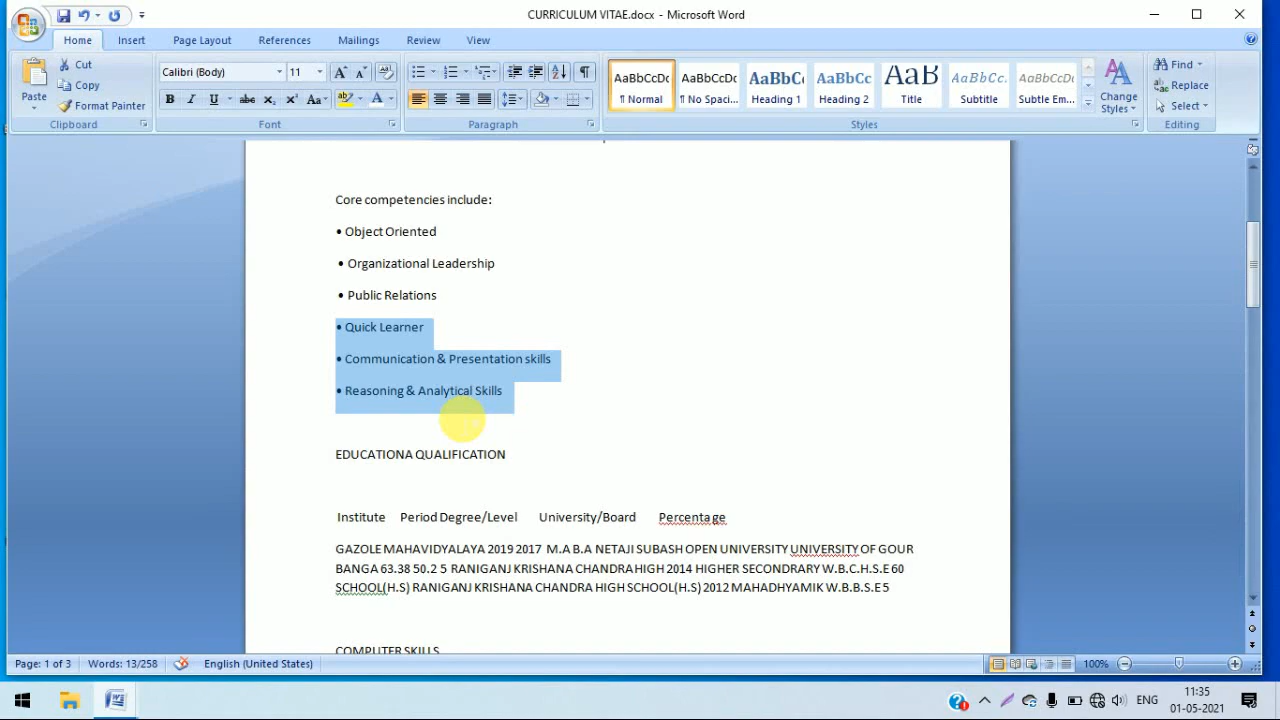 CURRICULUM VITAE.docx - Microsoft Word
Home Insert Page Layout References Mailings Review View
Paste
Cut
Copy
Format Painter
Clipboard
Calibri (Body) 11
B I U abe X₂ X² Aa
Font
Paragraph
AaBbCcDc AaBbCcDc AaBbC AaBbCc AaB AaBbCc. AaBbCcDc
¶ Normal ¶ No Spaci... Heading 1 Heading 2 Title Subtitle Subtle Em...
Change Styles
Styles
Find
Replace
Select
Editing
Core competencies include:
• Object Oriented
• Organizational Leadership
• Public Relations
• Quick Learner
• Communication & Presentation skills
• Reasoning & Analytical Skills
EDUCATIONA QUALIFICATION
Institute Period Degree/Level University/Board Percentage
GAZOLE MAHAVIDYALAYA 2019 2017 M.A B.A NETAJI SUBASH OPEN UNIVERSITY UNIVERSITY OF GOUR
BANGA 63.38 50.2 5 RANIGANJ KRISHANA CHANDRA HIGH 2014 HIGHER SECONDRARY W.B.C.H.S.E 60
SCHOOL(H.S) RANIGANJ KRISHANA CHANDRA HIGH SCHOOL(H.S) 2012 MAHADHYAMIK W.B.B.S.E 5
COMPUTER SKILLS
Page: 1 of 3 Words: 13/258 English (United States) 100%
ENG
11:35
01-05-2021